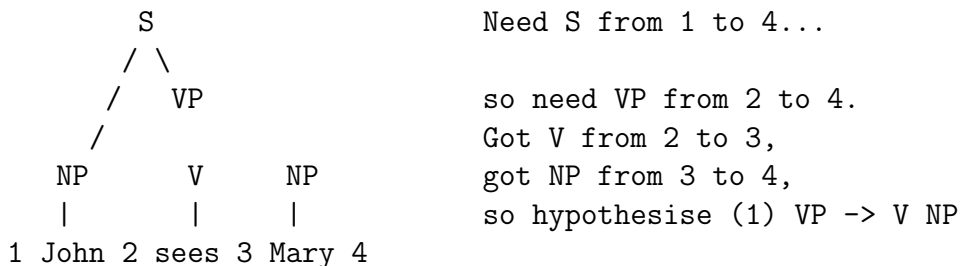 S Need S from 1 to 4...
/ \
/ VP so need VP from 2 to 4.
/ Got V from 2 to 3,
NP V NP got NP from 3 to 4,
| | | so hypothesise (1) VP -> V NP
1 John 2 sees 3 Mary 4